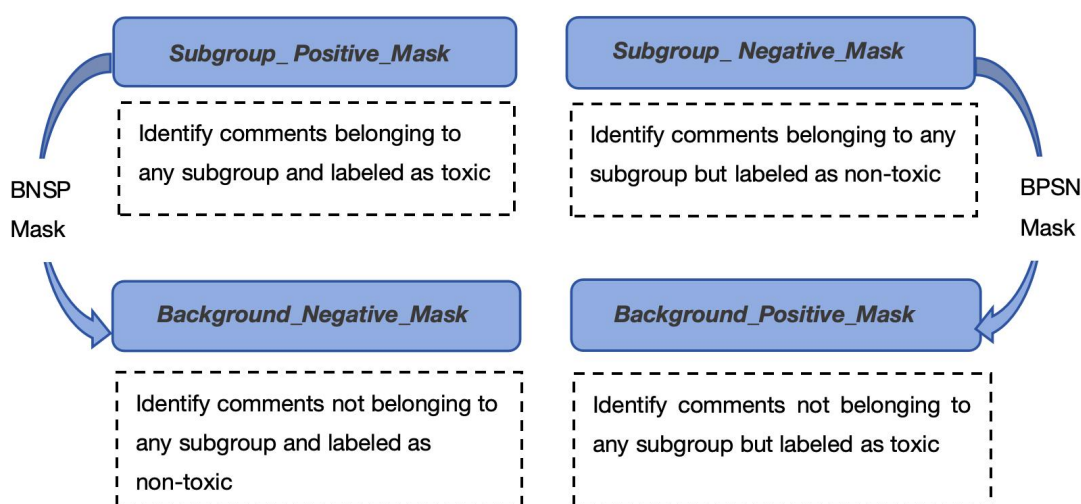 Subgroup_ Positive_Mask
Subgroup_ Negative_Mask
Identify comments belonging to
any subgroup and labeled as toxic
Identify comments belonging to any
subgroup but labeled as non-toxic
BNSP
Mask
BPSN
Mask
Background_Negative_Mask
Background_Positive_Mask
Identify comments not belonging to
any subgroup and labeled as
non-toxic
Identify comments not belonging to
any subgroup but labeled as toxic